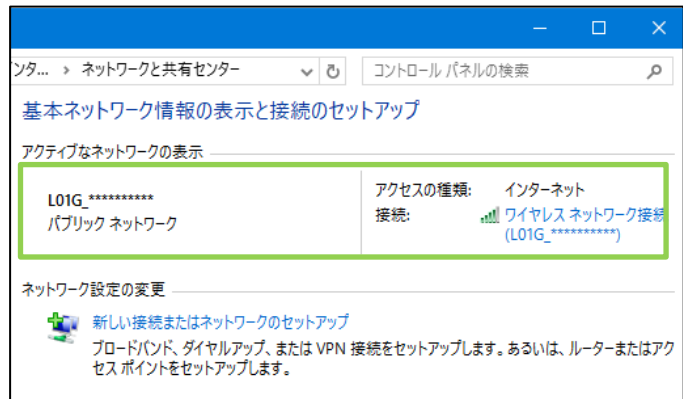 ンタ... › ネットワークと共有センター
コントロール パネルの検索
基本ネットワーク情報の表示と接続のセットアップ
アクティブなネットワークの表示
L01G_**********
パブリック ネットワーク
アクセスの種類: インターネット
接続: ワイヤレス ネットワーク接続
(L01G_**********)
ネットワーク設定の変更
新しい接続またはネットワークのセットアップ
ブロードバンド、ダイヤルアップ、または VPN 接続をセットアップします。あるいは、ルーターまたはアク
セス ポイントをセットアップします。